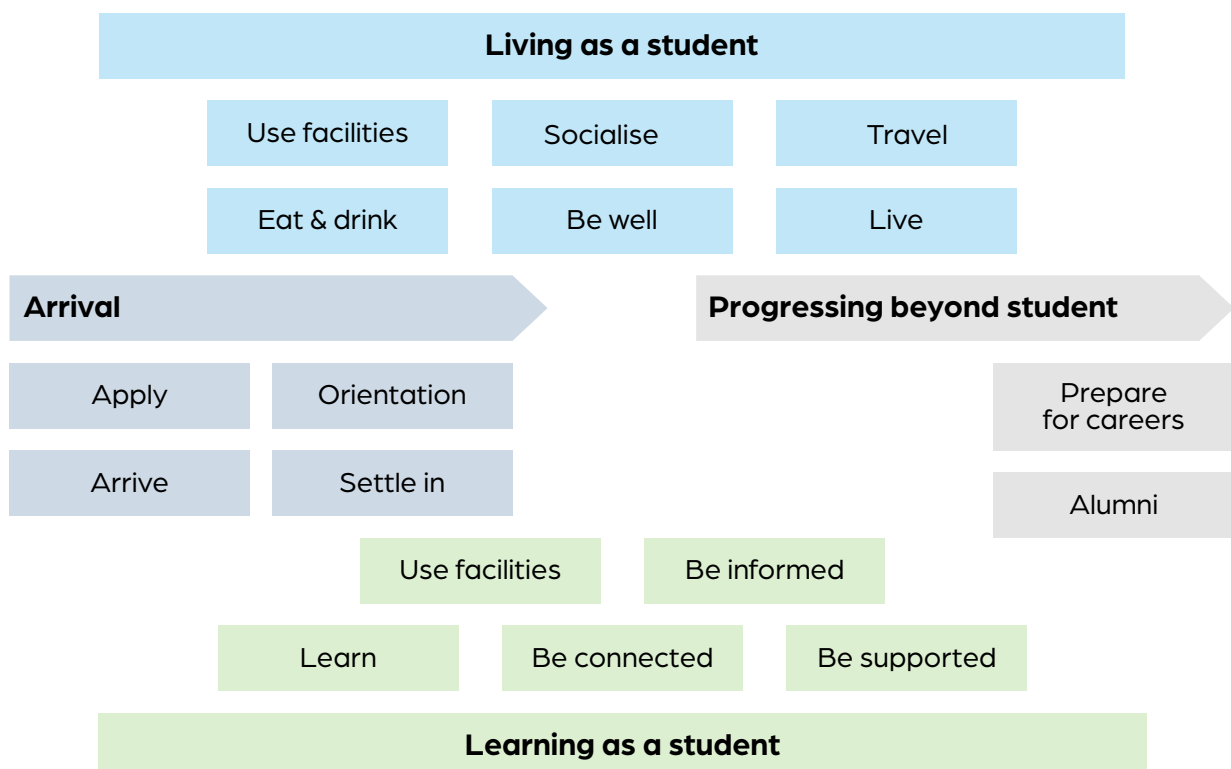 Living as a student
Use facilities
Socialise
Travel
Eat & drink
Be well
Live
Arrival
Progressing beyond student
Apply
Orientation
Prepare
for careers
Arrive
Settle in
Alumni
Use facilities
Be informed
Learn
Be connected
Be supported
Learning as a student